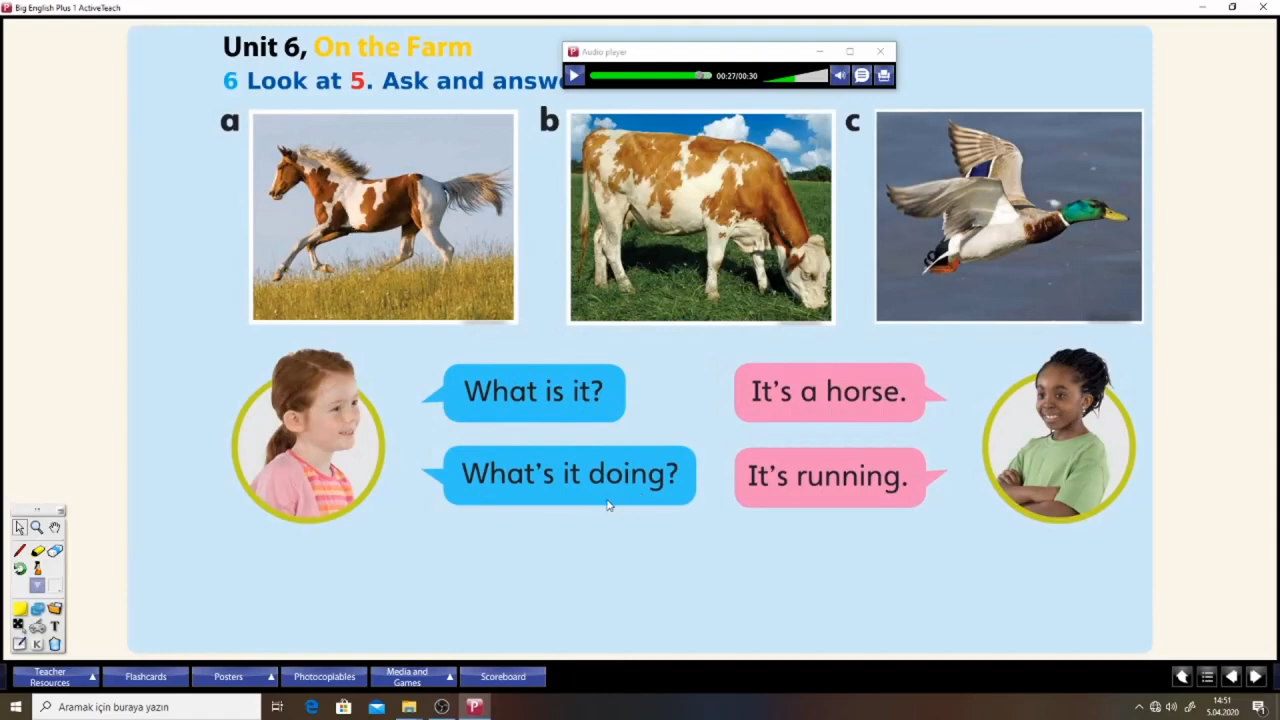 Big English Plus 1 ActiveTeach
Unit 6, On the Farm
Audio player
6 Look at 5. Ask and answe
00:27/00:30
a
b
c
What is it?
It's a horse.
What's it doing?
It's running.
T
K
Teacher
Resources
Flashcards
Posters
Photocopiables
Media and
Games
Scoreboard
Aramak için buraya yazın
14:51
5.04.2020
1